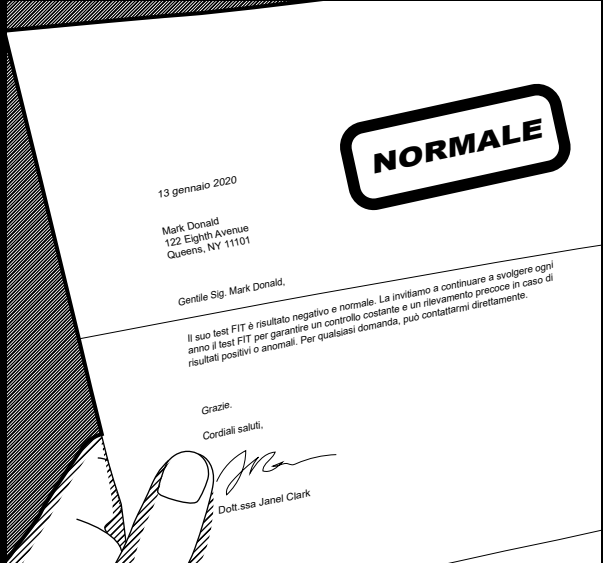 NORMALE
13 gennaio 2020
Mark Donald
122 Eighth Avenue
Queens, NY 11101
Gentile Sig. Mark Donald,
Il suo test FIT è risultato negativo e normale. La invitiamo a continuare a svolgere ogni
anno il test FIT per garantire un controllo costante e un rilevamento precoce in caso di
risultati positivi o anomali. Per qualsiasi domanda, può contattarmi direttamente.
Grazie.
Cordiali saluti,
Dott.ssa Janel Clark